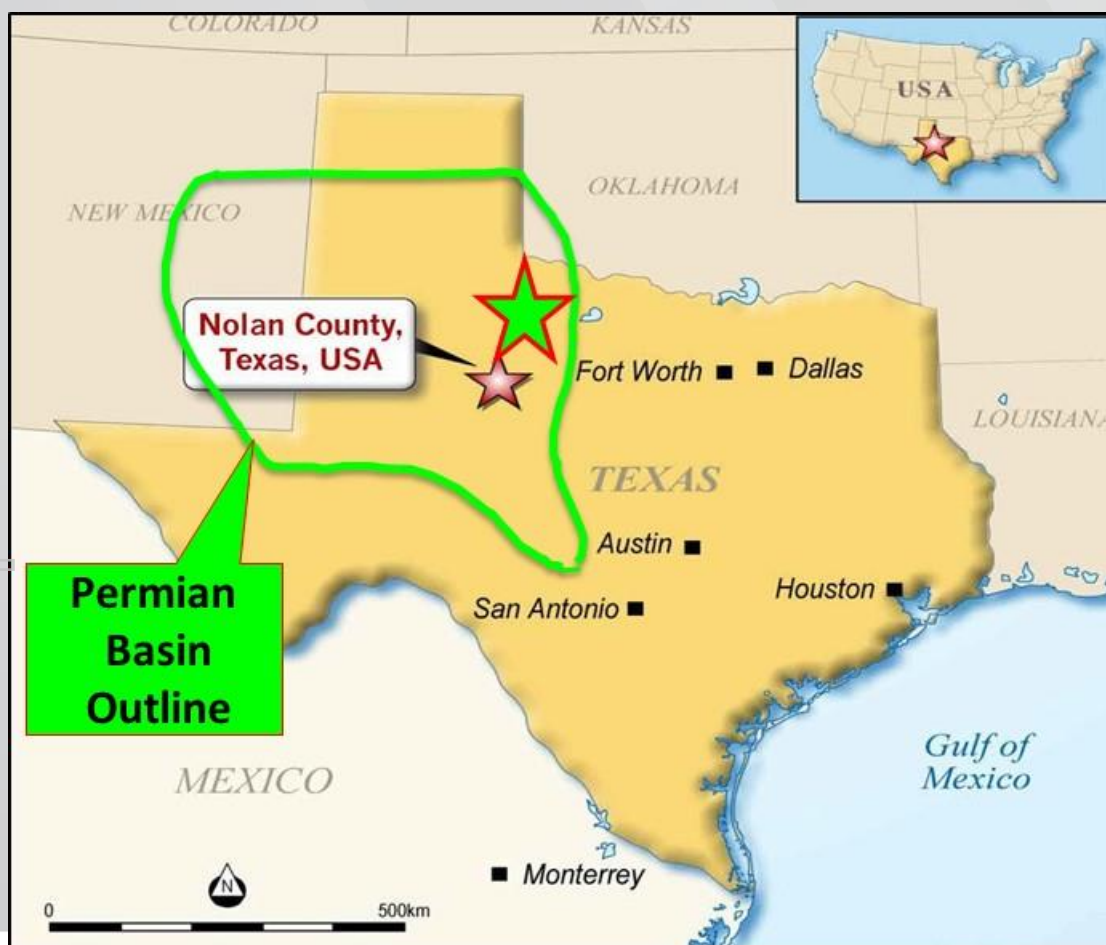 COLORADO
KANSAS
USA
OKLAHOMA
NEW MEXICO
Nolan County,
Texas, USA
Fort Worth
Dallas
LOUISIANA
TEXAS
Austin
Houston
San Antonio
Permian
Basin
Outline
Gulf of
Mexico
MEXICO
Monterrey
N
0
500km